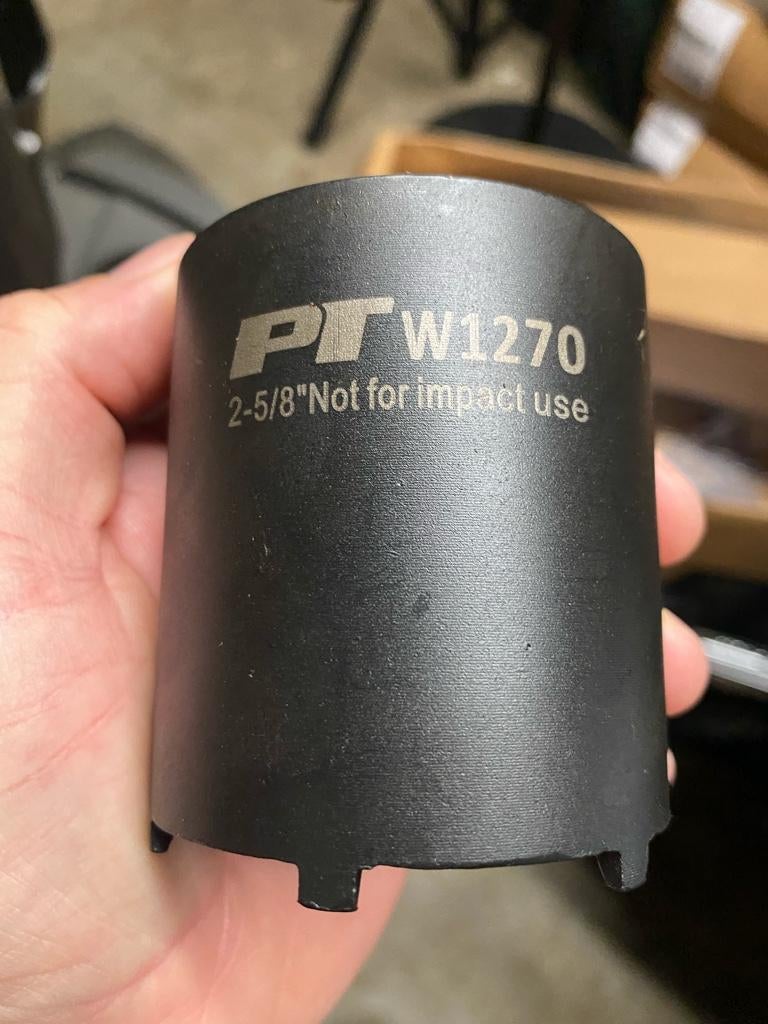 PT W1270
2-5/8"Not for impact use